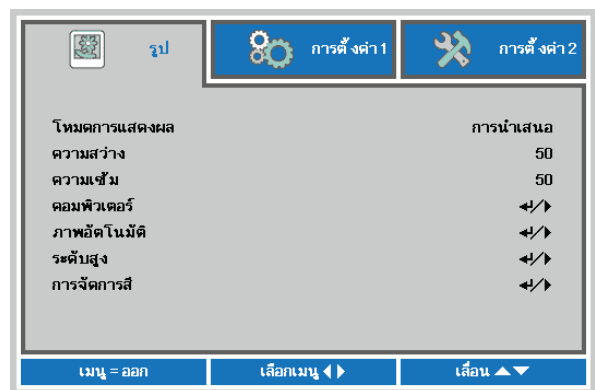 รูป
การตั้งค่า 1
การตั้งค่า 2
โหมดการแสดงผล การนำเสนอ
ความสว่าง 50
ความเข้ม 50
คอมพิวเตอร์ ↵/▶
ภาพอัตโนมัติ ↵/▶
ระดับสูง ↵/▶
การจัดการสี ↵/▶
เมนู = ออก
เลือกเมนู ◀▶
เลื่อน ▲▼